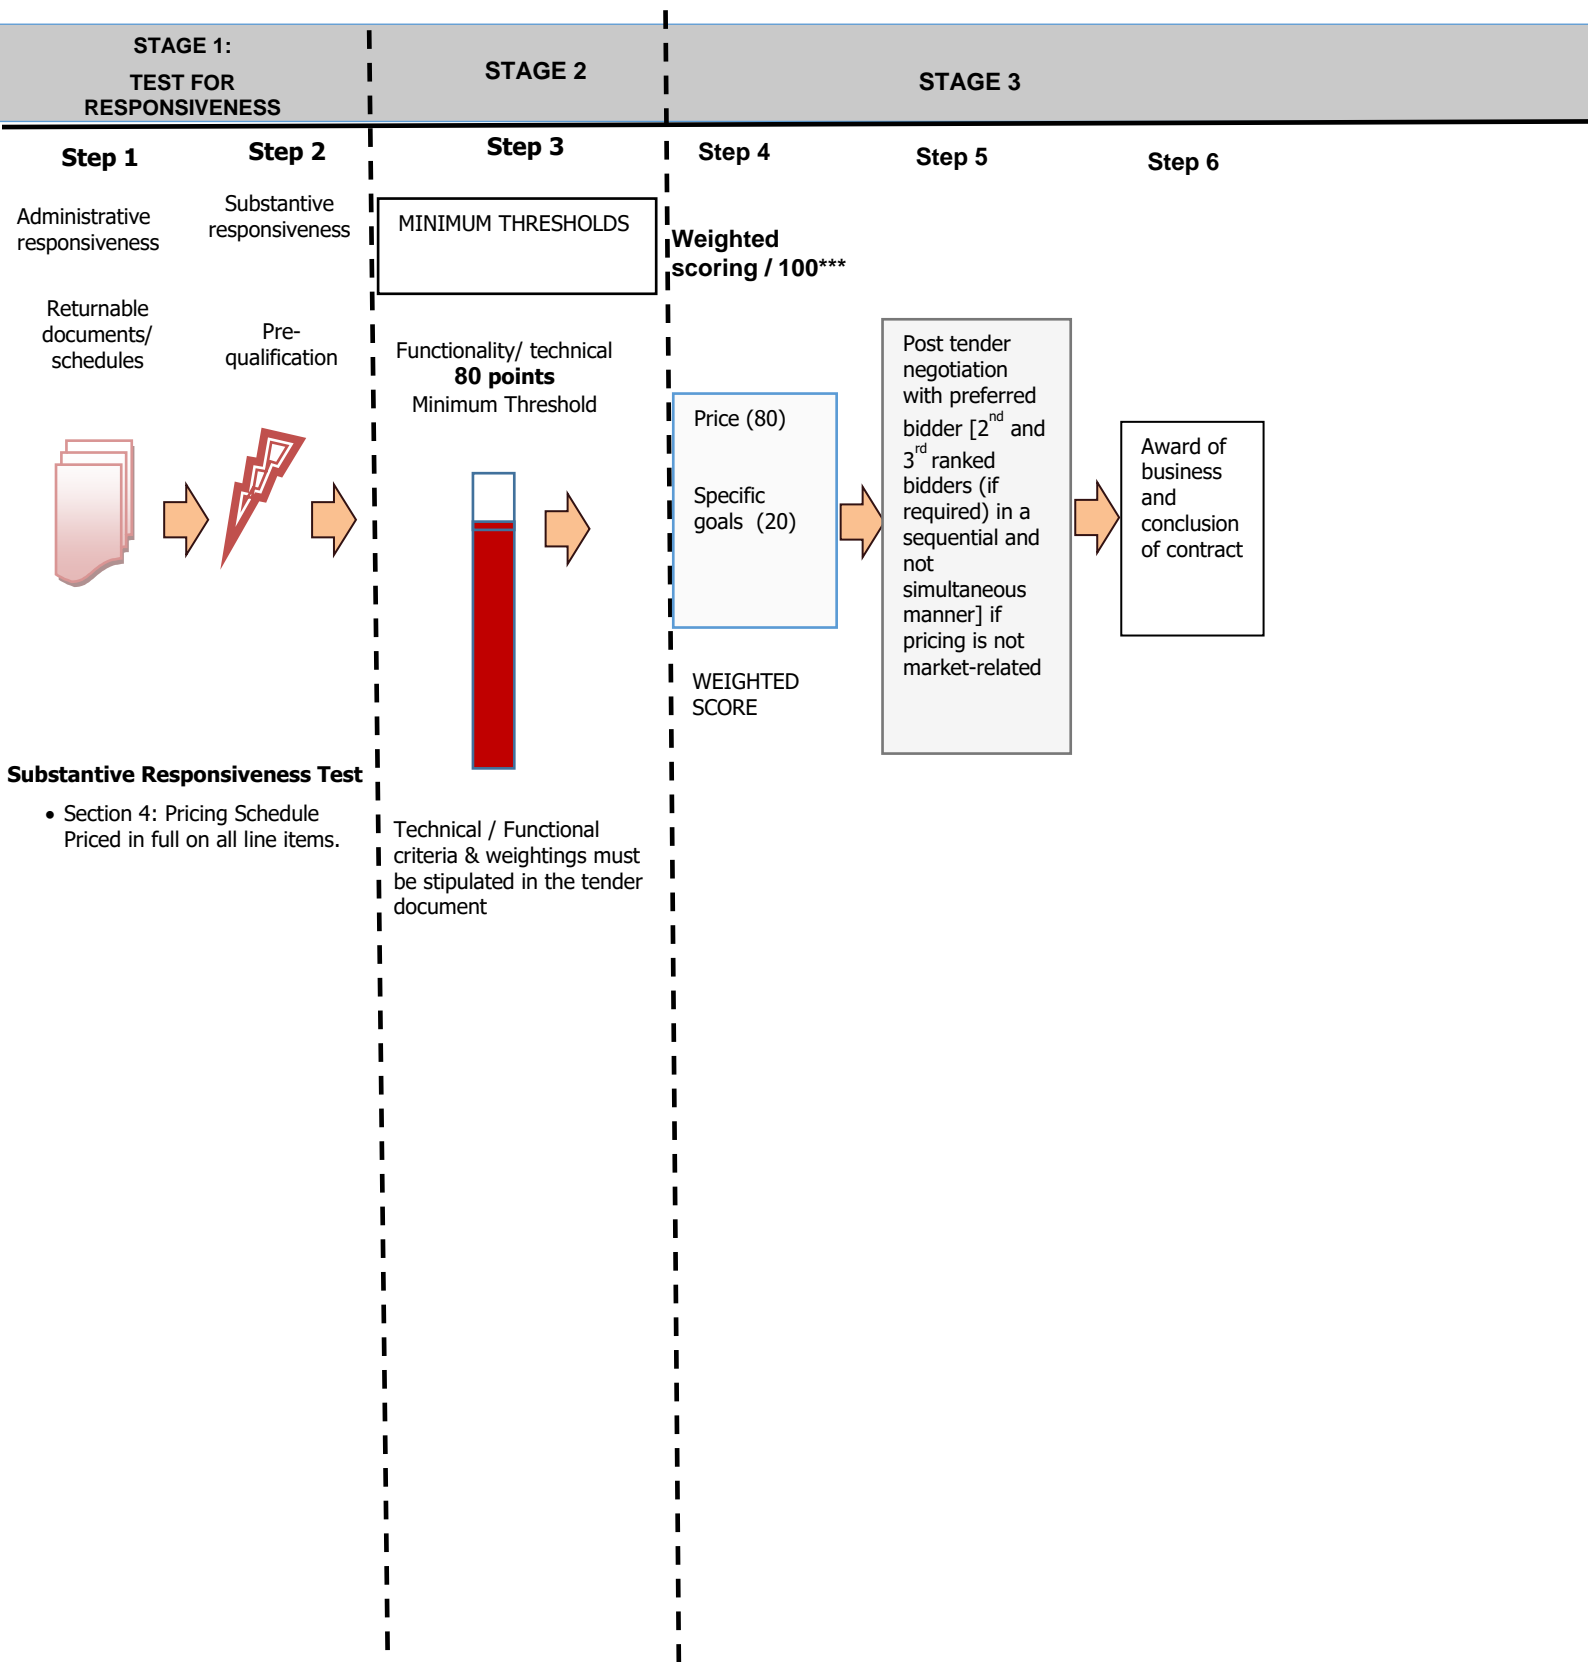 STAGE 1:
TEST FOR
RESPONSIVENESS
STAGE 2
STAGE 3
Step 1
Step 2
Step 3
Step 4
Step 5
Step 6
Administrative
responsiveness
Returnable
documents/
schedules
Substantive
responsiveness
Pre-
qualification
Substantive Responsiveness Test
• Section 4: Pricing Schedule
Priced in full on all line items.
MINIMUM THRESHOLDS
Functionality/ technical
80 points
Minimum Threshold
Technical / Functional
criteria & weightings must
be stipulated in the tender
document
Weighted
scoring / 100***
Price (80)
Specific
goals (20)
WEIGHTED
SCORE
Post tender
negotiation
with preferred
bidder [2nd and
3rd ranked
bidders (if
required) in a
sequential and
not
simultaneous
manner] if
pricing is not
market-related
Award of
business
and
conclusion
of contract